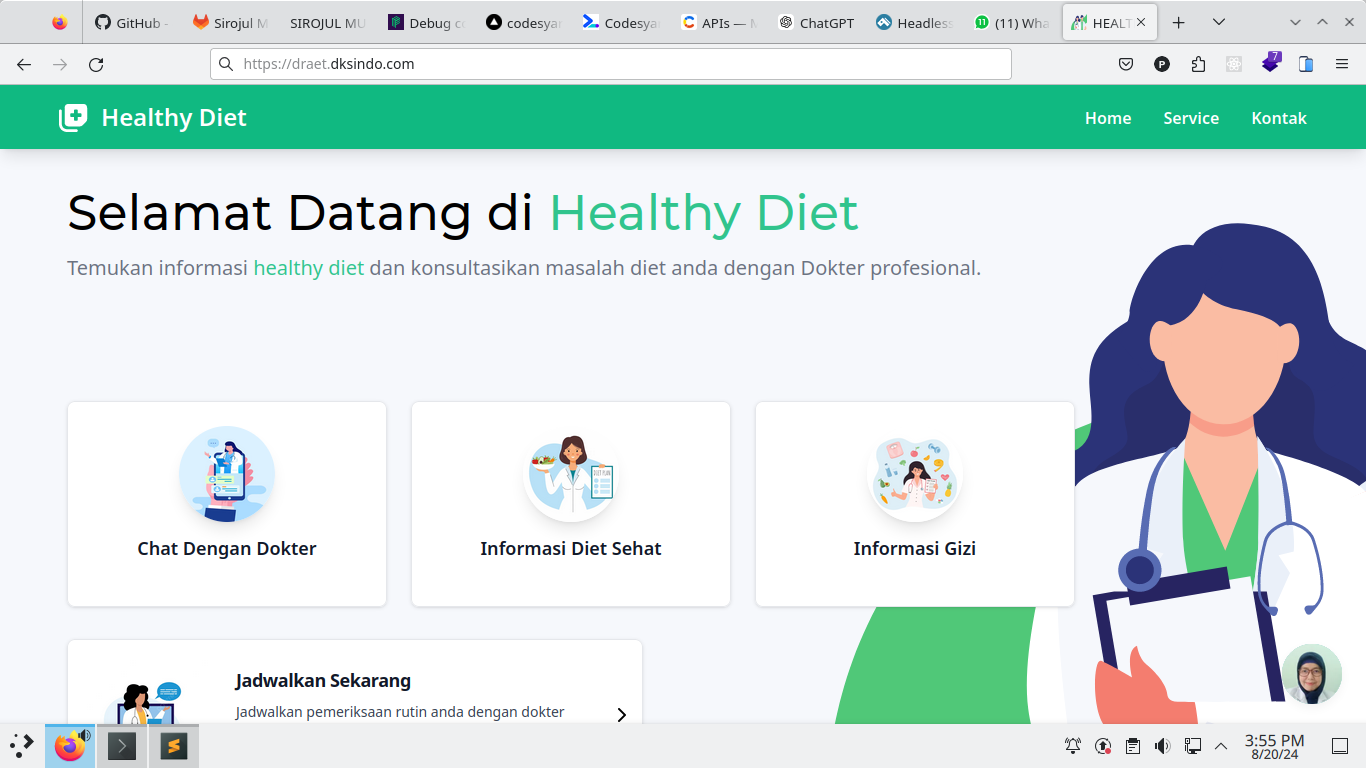 GitHub -
Sirojul M
SIROJUL MU
Debug co
codesyar
Codesyar
APIs — M
ChatGPT
Headless
(11) Wha
HEALT
https://draet.dksindo.com
P
7
Healthy Diet
Home
Service
Kontak
Selamat Datang di Healthy Diet
Temukan informasi healthy diet dan konsultasikan masalah diet anda dengan Dokter profesional.
DIET PLAN
Chat Dengan Dokter
Informasi Diet Sehat
Informasi Gizi
Jadwalkan Sekarang
Jadwalkan pemeriksaan rutin anda dengan dokter
3:55 PM
8/20/24